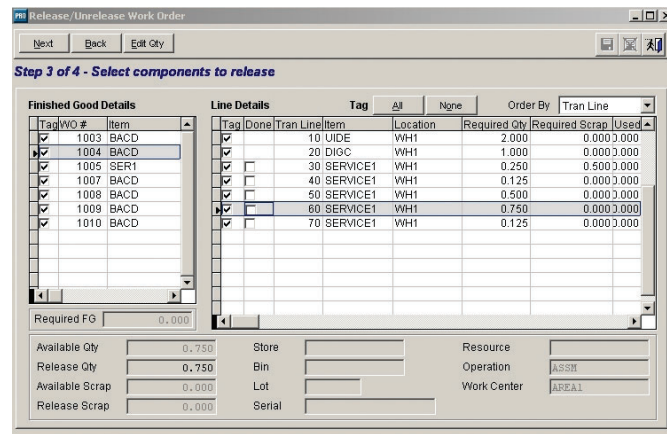 PRO Release/Unrelease Work Order
Next Back Edit Qty
Step 3 of 4 - Select components to release
Finished Good Details
Tag WO # Item
1003 BACD
1004 BACD
1005 SER1
1007 BACD
1008 BACD
1009 BACD
1010 BACD
Required FG 0.000
Line Details Tag All None Order By Tran Line
Tag Done Tran Line Item Location Required Qty Required Scrap Used
10 UIDE WH1 2.000 0.000 0.000
20 DIGC WH1 1.000 0.000 0.000
30 SERVICE1 WH1 0.250 0.500 0.000
40 SERVICE1 WH1 0.125 0.000 0.000
50 SERVICE1 WH1 0.500 0.000 0.000
60 SERVICE1 WH1 0.750 0.000 0.000
70 SERVICE1 WH1 0.125 0.000 0.000
Available Qty 0.750 Store Resource
Release Qty 0.750 Bin Operation ASSM
Available Scrap 0.000 Lot Work Center AREA1
Release Scrap 0.000 Serial